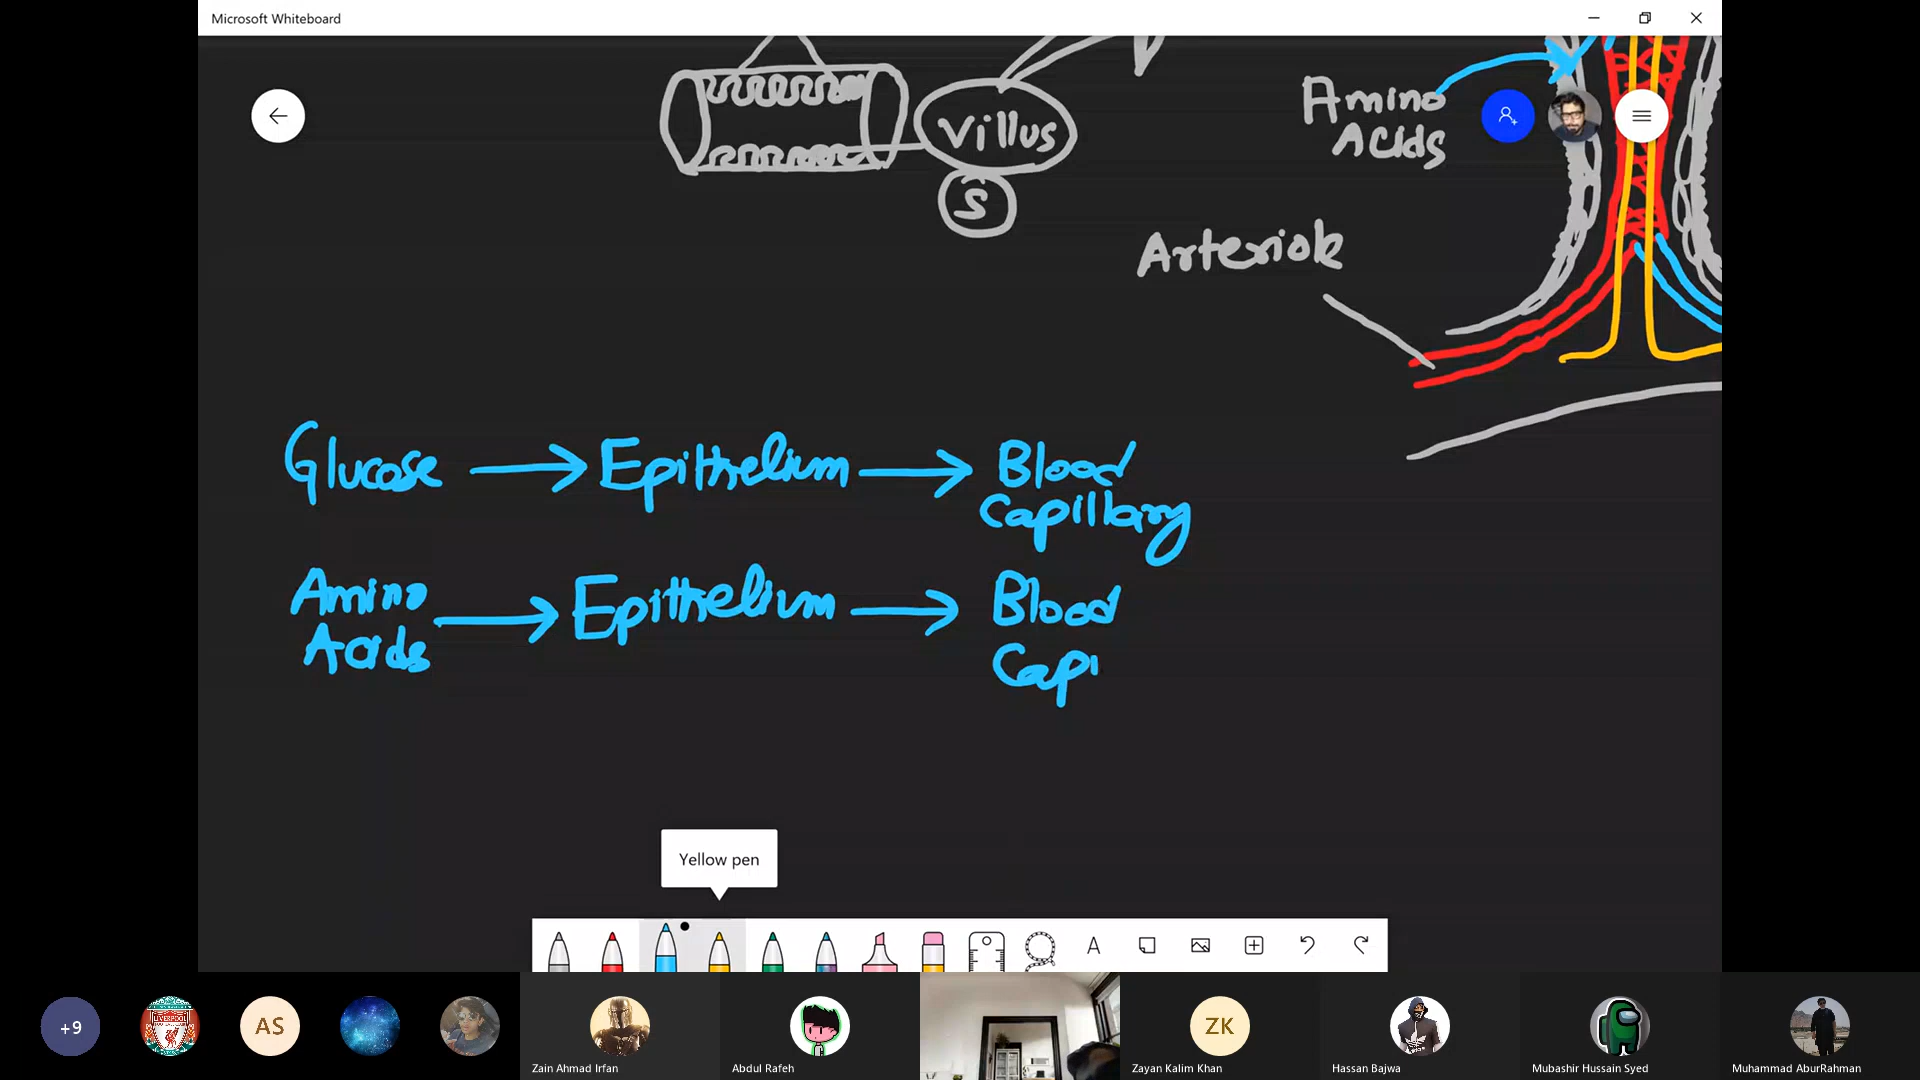 Microsoft Whiteboard
Villus
S
Amino
Acids
Arteriole
Glucose → Epithelium → Blood
Capillary
Amino
Acids → Epithelium → Blood
Capi
Yellow pen
A
+9
LIVERPOOL
AS
ZK
Zain Ahmad Irfan
Abdul Rafeh
Zayan Kalim Khan
Hassan Bajwa
Mubashir Hussain Syed
Muhammad AburRahman